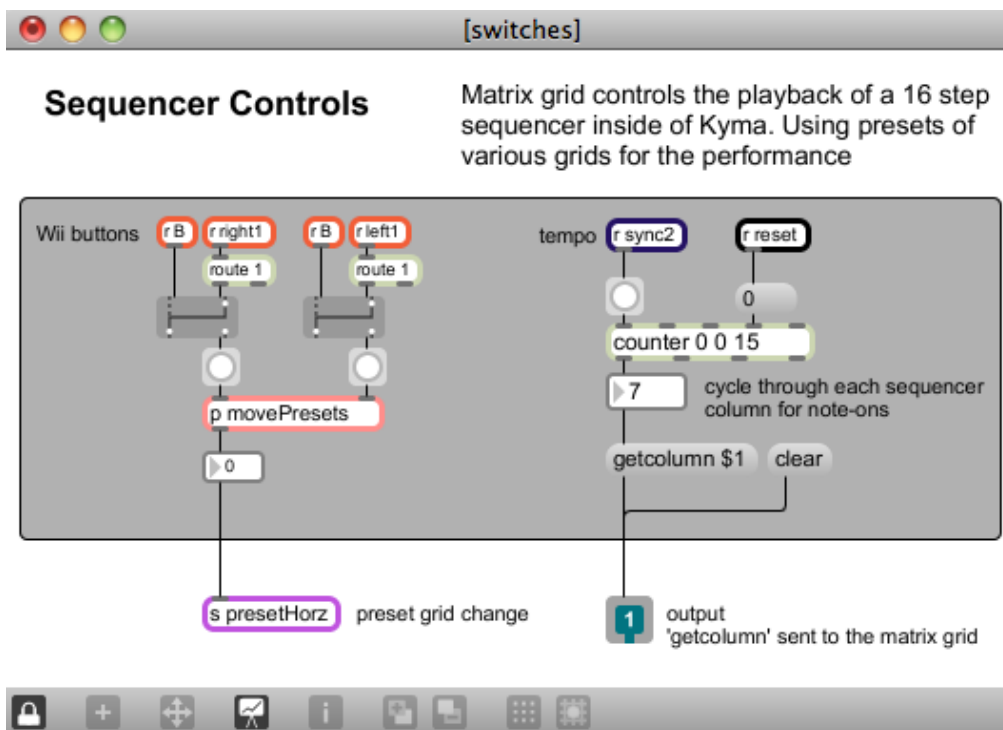 [switches]
Sequencer Controls
Matrix grid controls the playback of a 16 step
sequencer inside of Kyma. Using presets of
various grids for the performance
Wii buttons
r B
r right1
r B
r left1
route 1
route 1
p movePresets
0
tempo
r sync2
r reset
0
counter 0 0 15
7
cycle through each sequencer
column for note-ons
getcolumn $1
clear
s presetHorz
preset grid change
1
output
'getcolumn' sent to the matrix grid
i